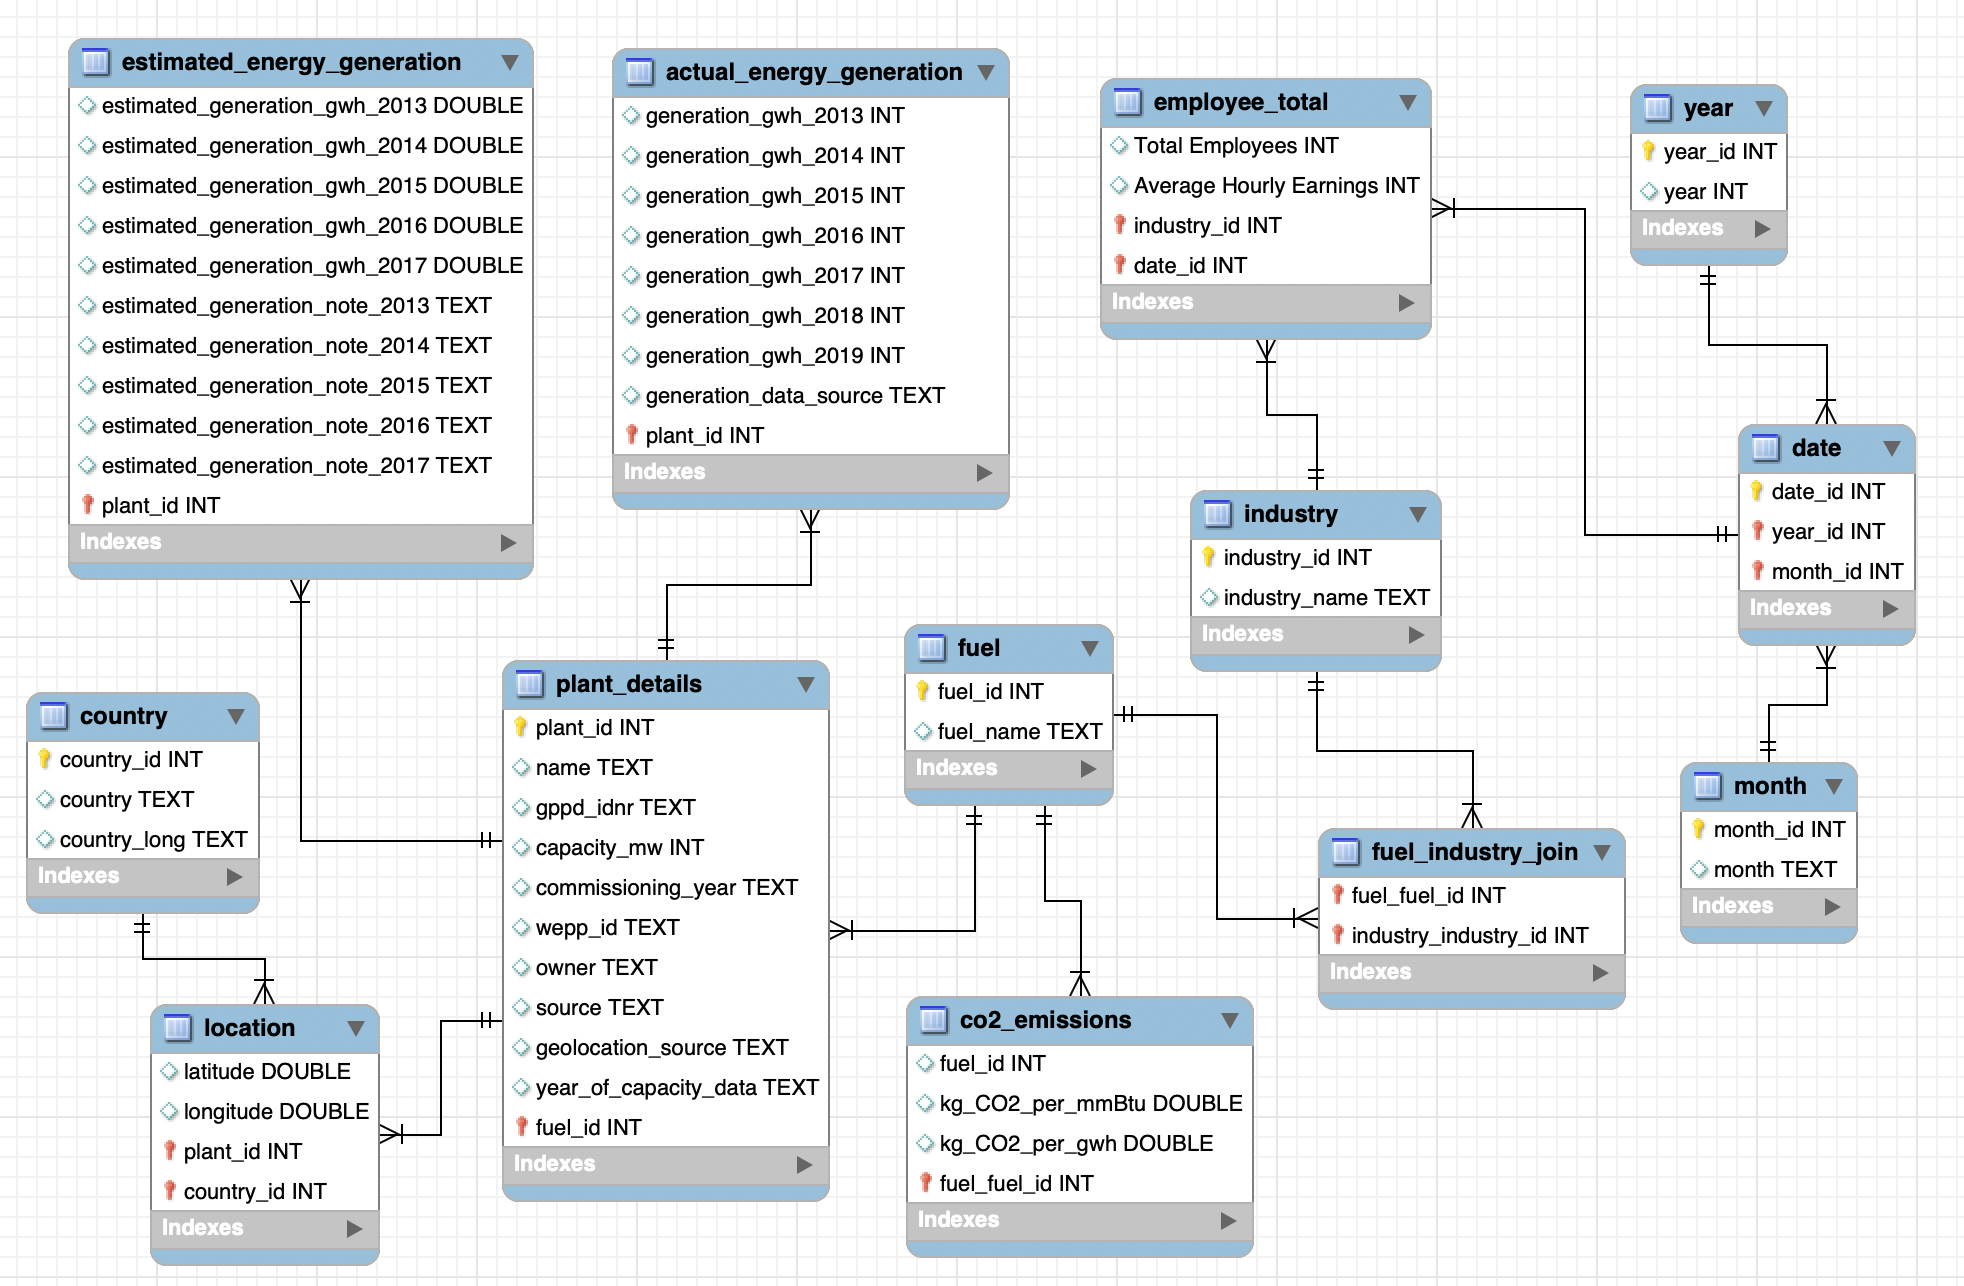 estimated_energy_generation
estimated_generation_gwh_2013 DOUBLE
estimated_generation_gwh_2014 DOUBLE
estimated_generation_gwh_2015 DOUBLE
estimated_generation_gwh_2016 DOUBLE
estimated_generation_gwh_2017 DOUBLE
estimated_generation_note_2013 TEXT
estimated_generation_note_2014 TEXT
estimated_generation_note_2015 TEXT
estimated_generation_note_2016 TEXT
estimated_generation_note_2017 TEXT
plant_id INT
Indexes
actual_energy_generation
generation_gwh_2013 INT
generation_gwh_2014 INT
generation_gwh_2015 INT
generation_gwh_2016 INT
generation_gwh_2017 INT
generation_gwh_2018 INT
generation_gwh_2019 INT
generation_data_source TEXT
plant_id INT
Indexes
employee_total
Total Employees INT
Average Hourly Earnings INT
industry_id INT
date_id INT
Indexes
year
year_id INT
year INT
Indexes
date
date_id INT
year_id INT
month_id INT
Indexes
industry
industry_id INT
industry_name TEXT
Indexes
fuel
fuel_id INT
fuel_name TEXT
Indexes
plant_details
plant_id INT
name TEXT
gppd_idnr TEXT
capacity_mw INT
commissioning_year TEXT
wepp_id TEXT
owner TEXT
source TEXT
geolocation_source TEXT
year_of_capacity_data TEXT
fuel_id INT
Indexes
country
country_id INT
country TEXT
country_long TEXT
Indexes
month
month_id INT
month TEXT
Indexes
fuel_industry_join
fuel_fuel_id INT
industry_industry_id INT
Indexes
location
latitude DOUBLE
longitude DOUBLE
plant_id INT
country_id INT
Indexes
co2_emissions
fuel_id INT
kg_CO2_per_mmBtu DOUBLE
kg_CO2_per_gwh DOUBLE
fuel_fuel_id INT
Indexes